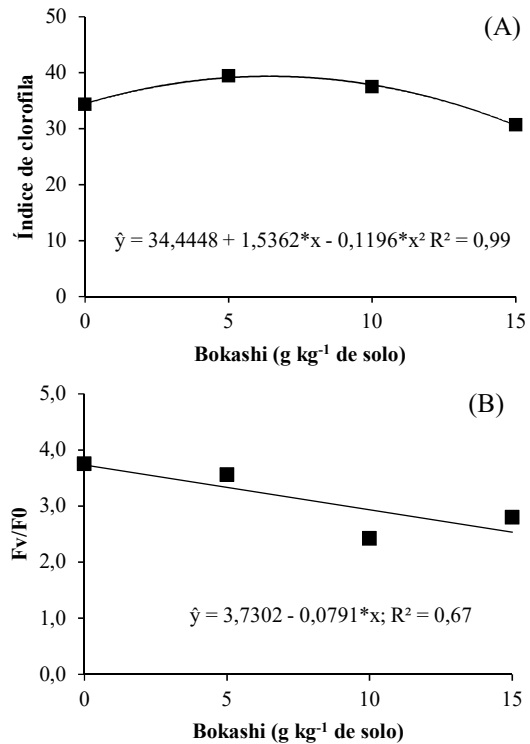 (A)
50
40
30
20
10
0
Índice de clorofila
ŷ = 34,4448 + 1,5362*x - 0,1196*x² R² = 0,99
0 5 10 15
Bokashi (g kg⁻¹ de solo)
(B)
5,0
4,0
3,0
2,0
1,0
0,0
Fv/F0
ŷ = 3,7302 - 0,0791*x; R² = 0,67
0 5 10 15
Bokashi (g kg⁻¹ de solo)